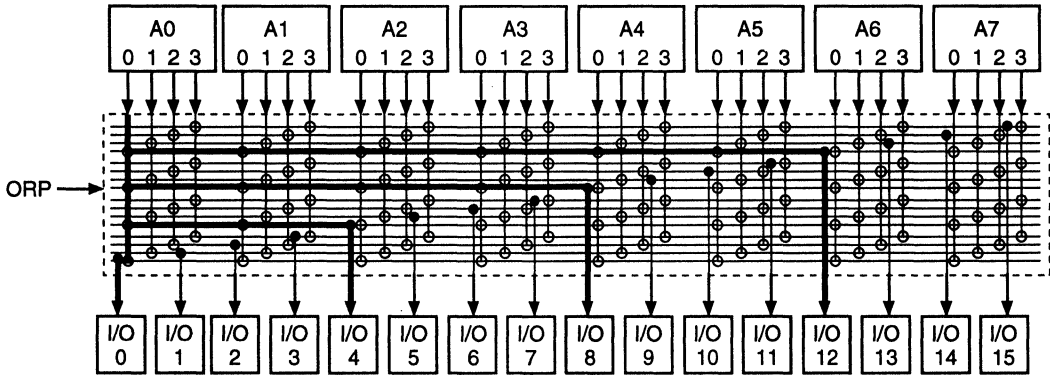 A0 A1 A2 A3 A4 A5 A6 A7
0 1 2 3 0 1 2 3 0 1 2 3 0 1 2 3 0 1 2 3 0 1 2 3 0 1 2 3 0 1 2 3
ORP
I/O I/O I/O I/O I/O I/O I/O I/O I/O I/O I/O I/O I/O I/O I/O I/O
0 1 2 3 4 5 6 7 8 9 10 11 12 13 14 15